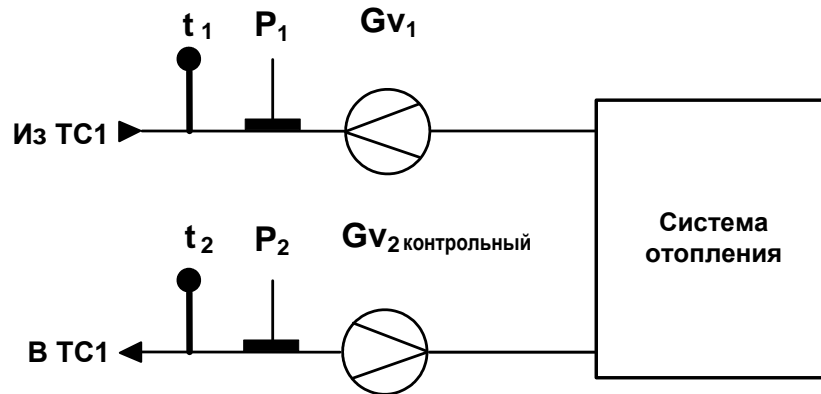 t 1 P1 Gv1
Из ТС1
Система
отопления
t 2 P2 Gv2 контрольный
В ТС1